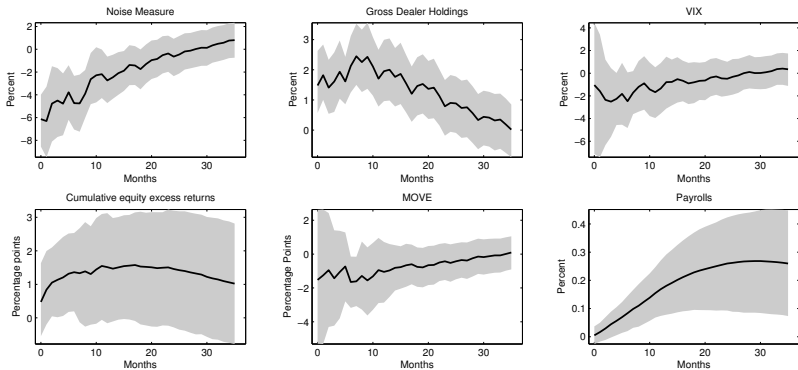 Noise Measure
Percent
2
0
−2
−4
−6
−8
0 10 20 30
Months
Gross Dealer Holdings
Percent
3
2
1
0
0 10 20 30
Months
VIX
Percent
4
2
0
−2
−4
−6
0 10 20 30
Months
Cumulative equity excess returns
Percentage points
3
2
1
0
0 10 20 30
Months
MOVE
Percentage Points
2
0
−2
−4
0 10 20 30
Months
Payrolls
Percent
0.4
0.3
0.2
0.1
0
0 10 20 30
Months